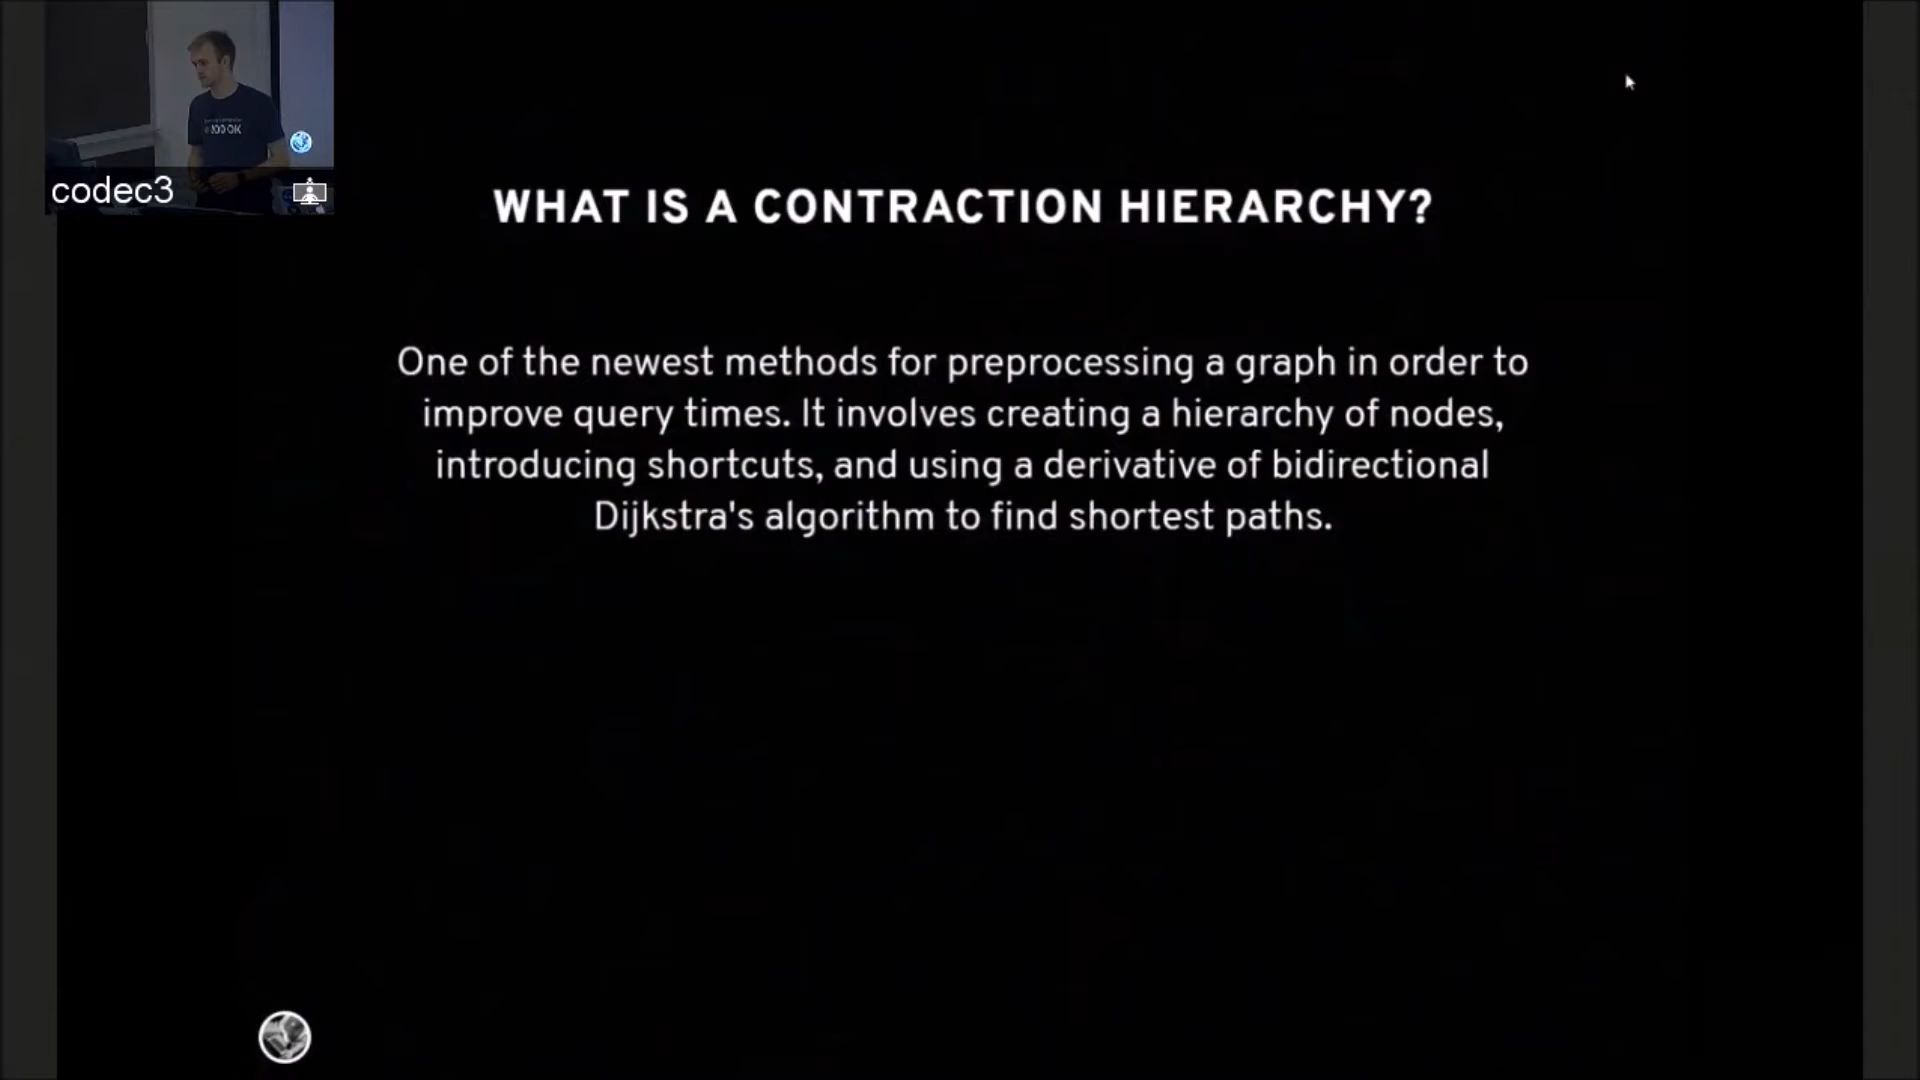 codec3
WHAT IS A CONTRACTION HIERARCHY?
One of the newest methods for preprocessing a graph in order to
improve query times. It involves creating a hierarchy of nodes,
introducing shortcuts, and using a derivative of bidirectional
Dijkstra's algorithm to find shortest paths.